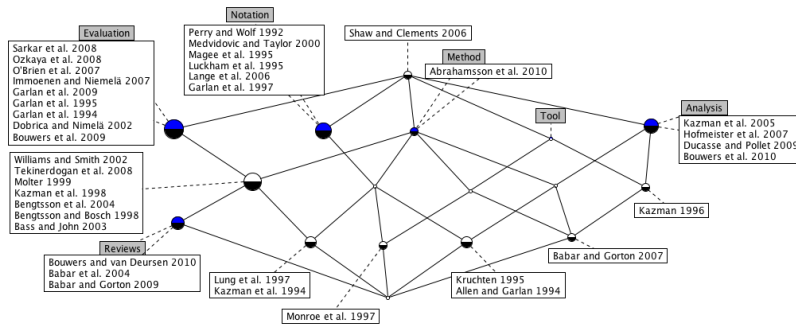 Evaluation
Sarkar et al. 2008
Ozkaya et al. 2008
O'Brien et al. 2007
Immoenen and Niemelä 2007
Garlan et al. 2009
Garlan et al. 1995
Garlan et al. 1994
Dobrica and Nimelä 2002
Bouwers et al. 2009
Notation
Perry and Wolf 1992
Medvidovic and Taylor 2000
Magee et al. 1995
Luckham et al. 1995
Lange et al. 2006
Garlan et al. 1997
Shaw and Clements 2006
Method
Abrahamsson et al. 2010
Tool
Analysis
Kazman et al. 2005
Hofmeister et al. 2007
Ducasse and Pollet 2009
Bouwers et al. 2010
Williams and Smith 2002
Tekinerdogan et al. 2008
Molter 1999
Kazman et al. 1998
Bengtsson et al. 2004
Bengtsson and Bosch 1998
Bass and John 2003
Kazman 1996
Reviews
Bouwers and van Deursen 2010
Babar et al. 2004
Babar and Gorton 2009
Babar and Gorton 2007
Lung et al. 1997
Kazman et al. 1994
Kruchten 1995
Allen and Garlan 1994
Monroe et al. 1997